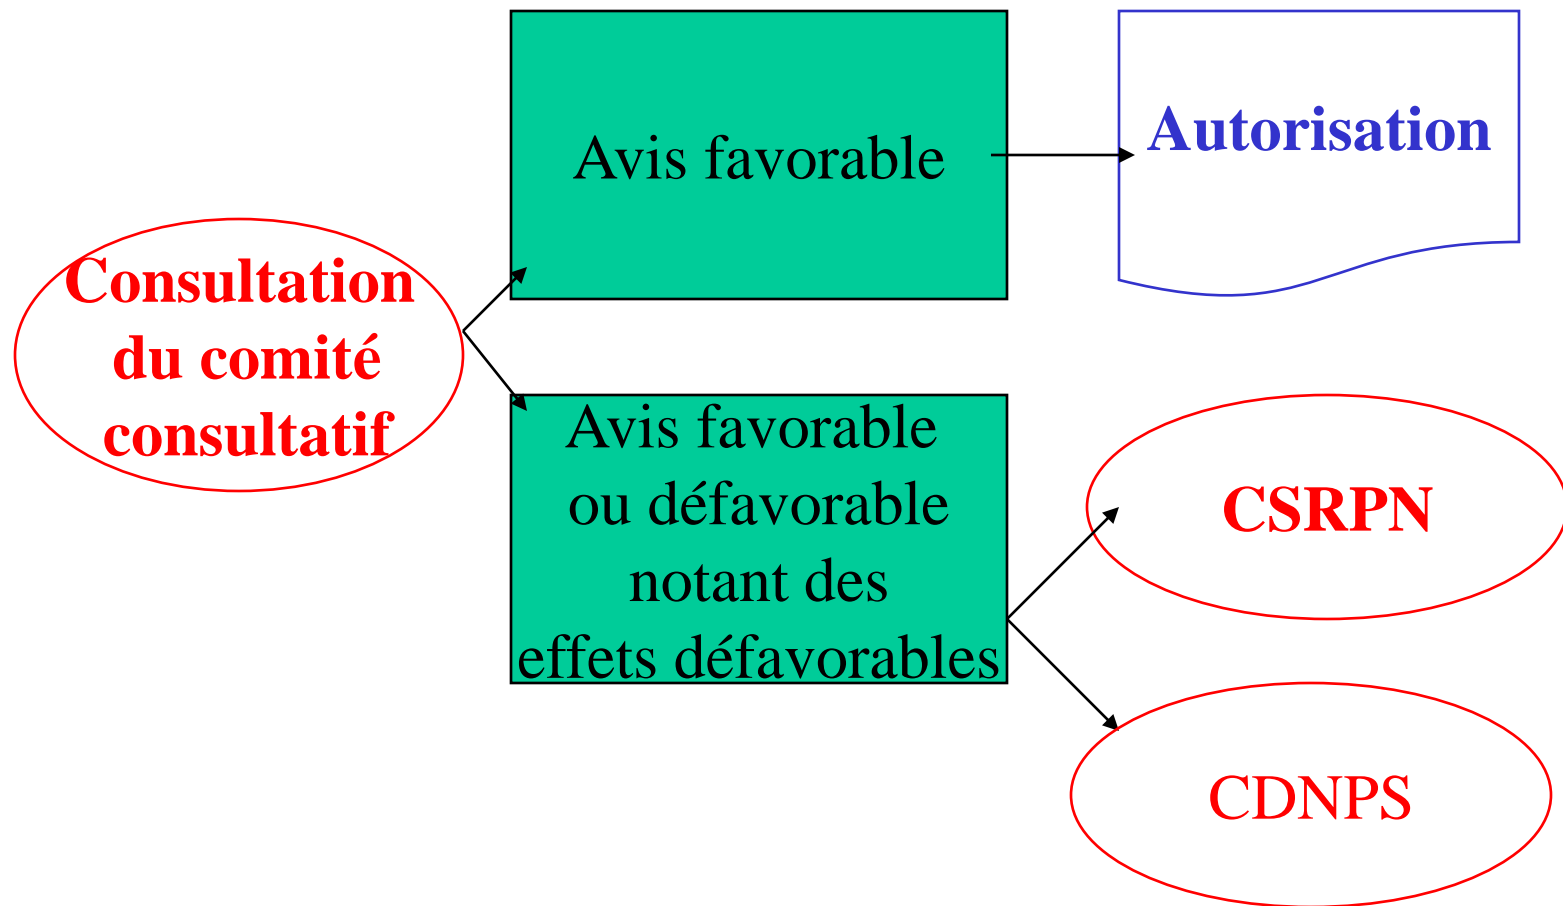 Consultation
du comité
consultatif
Avis favorable
Autorisation
Avis favorable
ou défavorable
notant des
effets défavorables
CSRPN
CDNPS